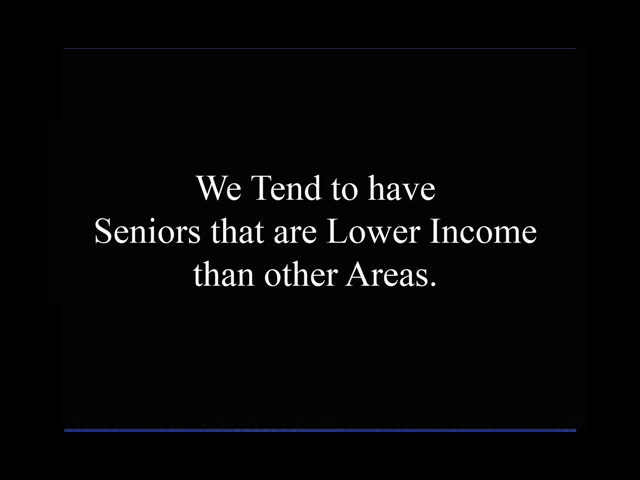 We Tend to have
Seniors that are Lower Income
than other Areas.